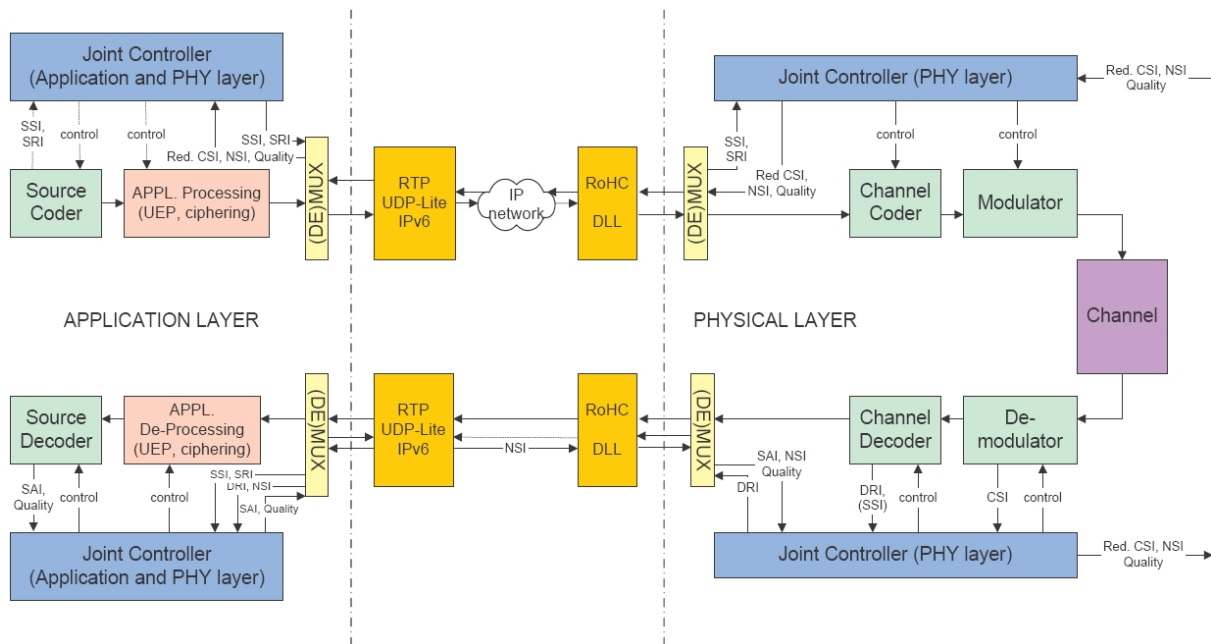 Joint Controller
(Application and PHY layer)
Joint Controller (PHY layer)
Red. CSI, NSI
Quality
SSI,
SRI
control
control
SSI, SRI
Red. CSI, NSI, Quality
SSI,
SRI
Red CSI,
NSI, Quality
control
control
Source
Coder
APPL. Processing
(UEP, ciphering)
(DE)MUX
RTP
UDP-Lite
IPv6
IP
network
RoHC
DLL
(DE)MUX
Channel
Coder
Modulator
APPLICATION LAYER
PHYSICAL LAYER
Channel
Source
Decoder
APPL.
De-Processing
(UEP, ciphering)
(DE)MUX
RTP
UDP-Lite
IPv6
NSI
RoHC
DLL
(DE)MUX
Channel
Decoder
De-
modulator
SAI,
Quality
control
control
SSI, SRI
DRI, NSI
SAI, Quality
SAI, NSI
Quality
DRI
DRI,
(SSI)
control
CSI
control
Joint Controller
(Application and PHY layer)
Joint Controller (PHY layer)
Red. CSI, NSI
Quality